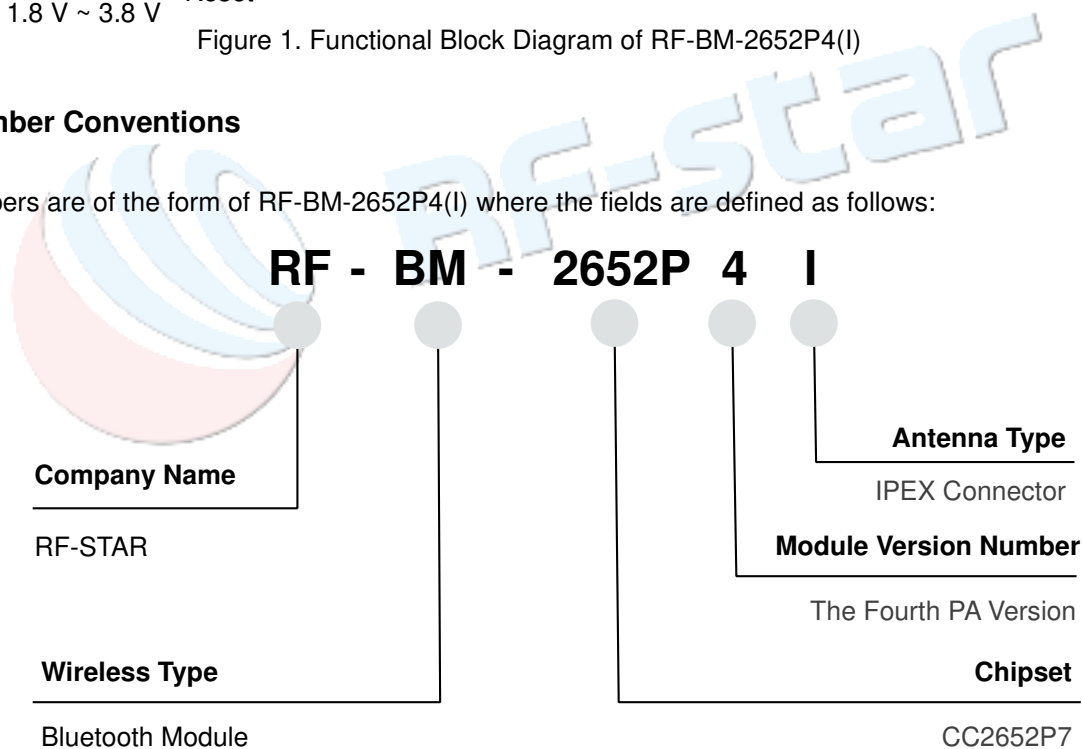 1.8 V ~ 3.8 V
Figure 1. Functional Block Diagram of RF-BM-2652P4(I)
RF-star
mber Conventions
bers are of the form of RF-BM-2652P4(I) where the fields are defined as follows:
RF - BM - 2652P 4 I
Antenna Type
Company Name
IPEX Connector
RF-STAR
Module Version Number
The Fourth PA Version
Wireless Type
Chipset
Bluetooth Module
CC2652P7